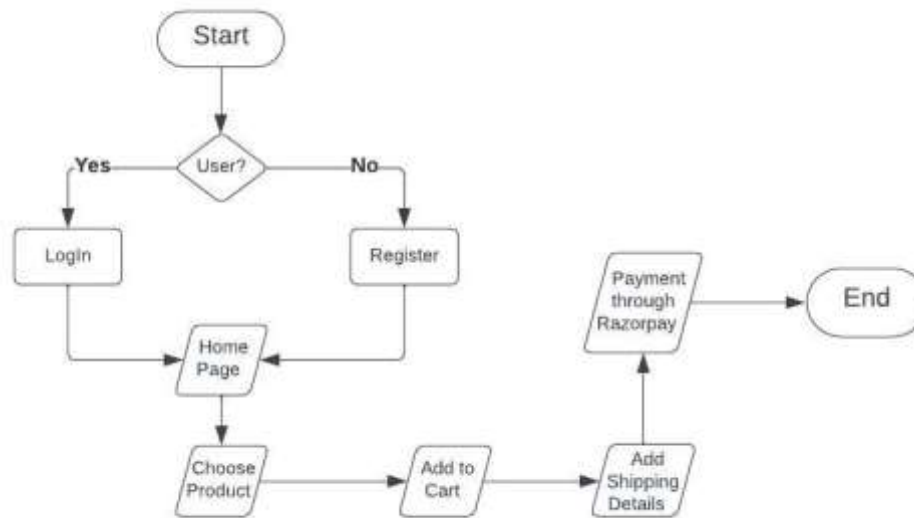 Start
User?
Yes
No
LogIn
Register
Home
Page
Choose
Product
Add to
Cart
Add
Shipping
Details
Payment
through
Razorpay
End